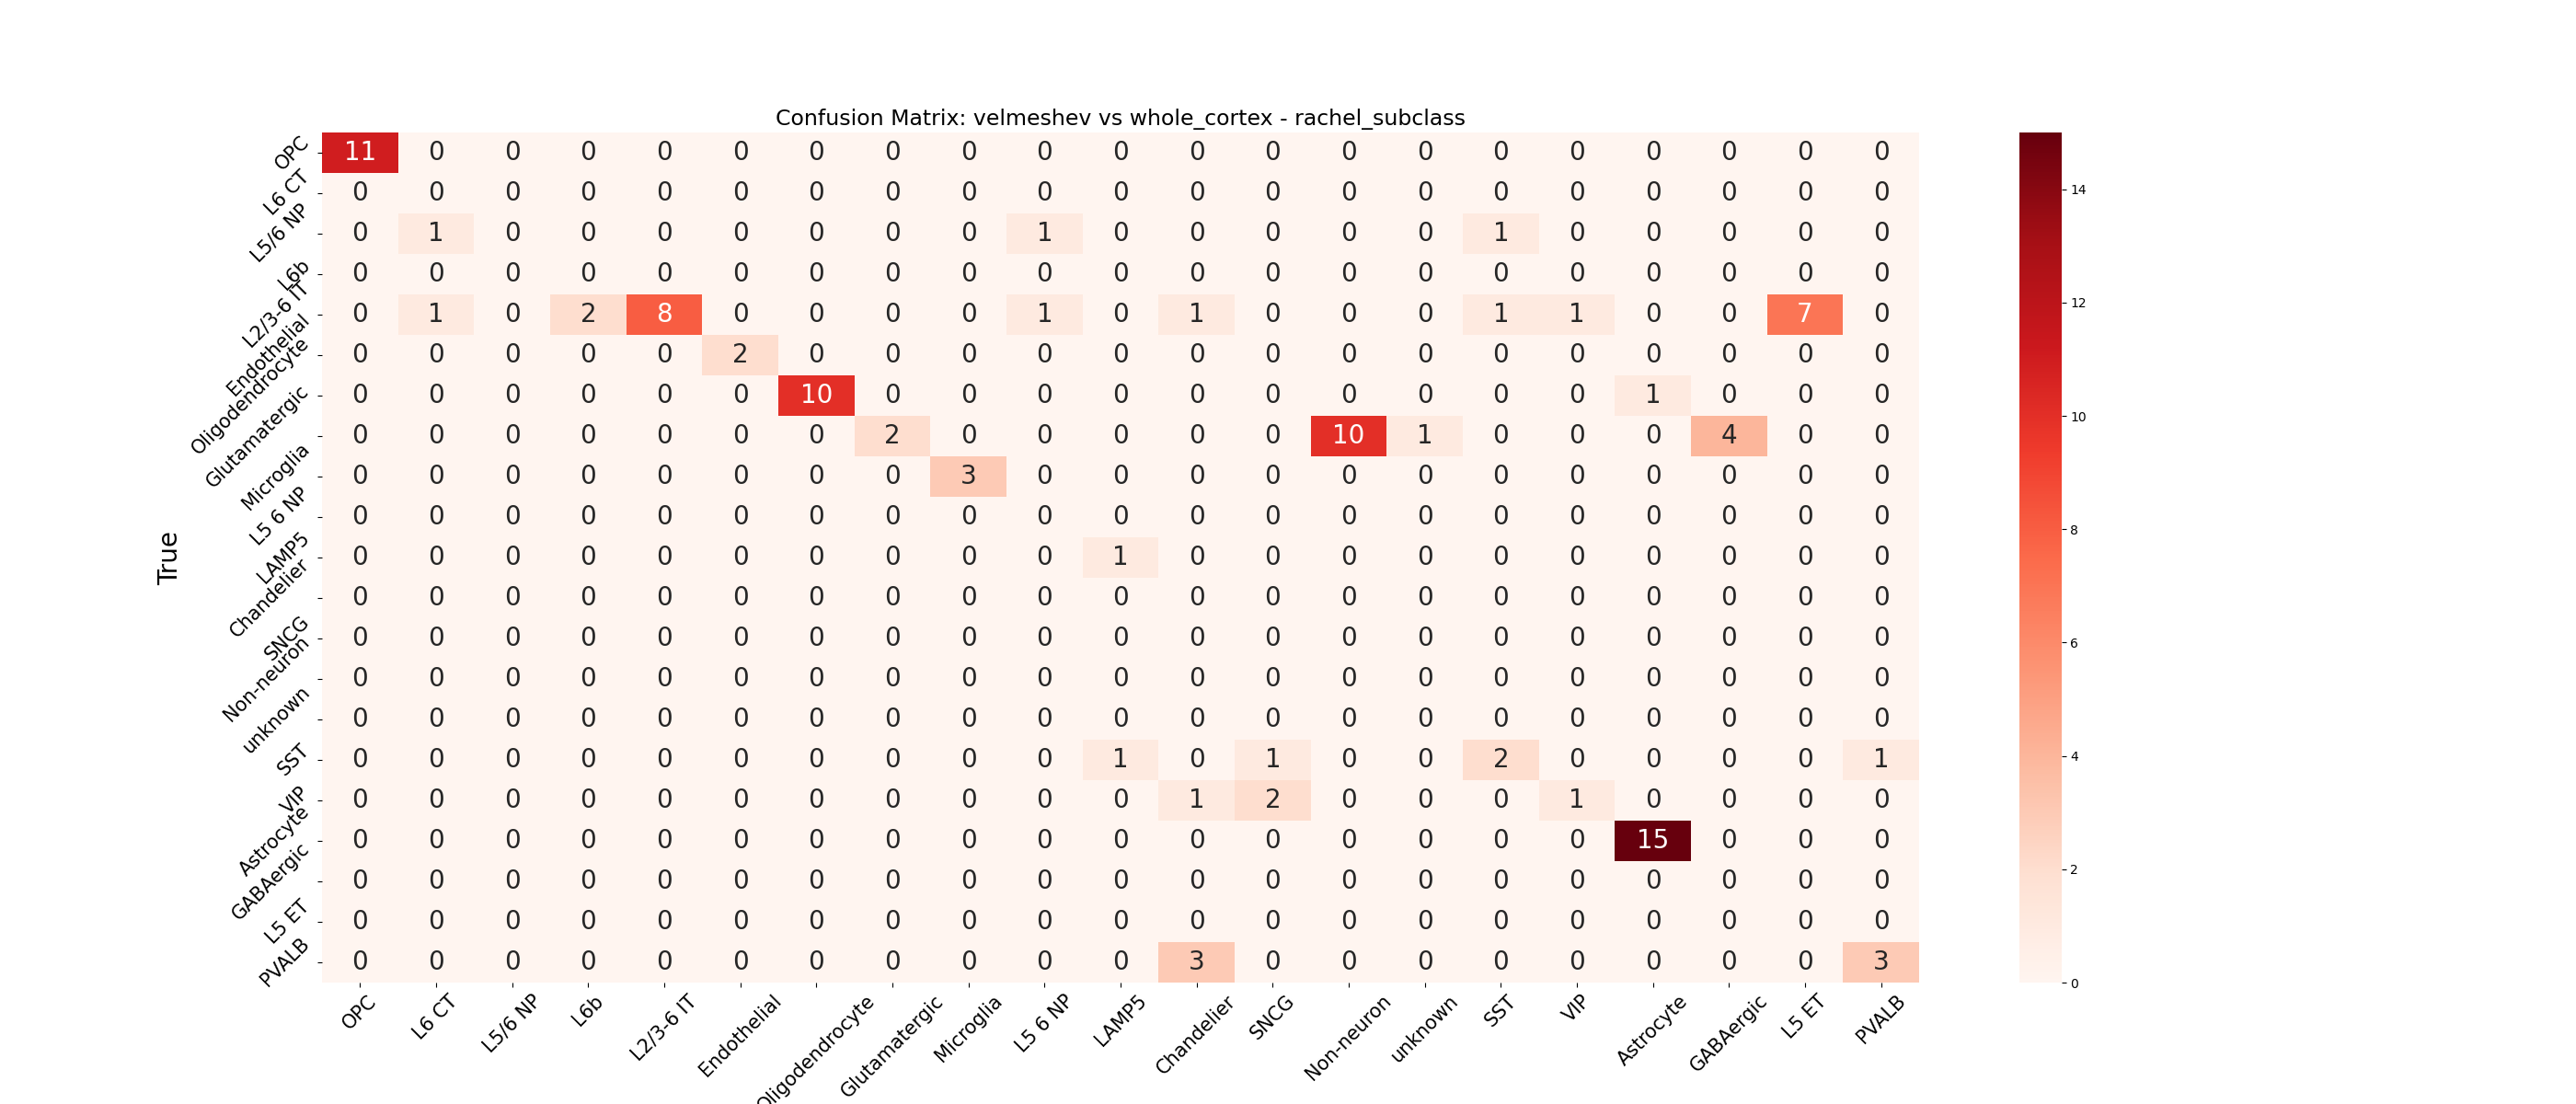 Confusion Matrix: velmeshev vs whole_cortex - rachel_subclass
True
OPC 11 0 0 0 0 0 0 0 0 0 0 0 0 0 0 0 0 0 0 0 0
L6 CT 0 0 0 0 0 0 0 0 0 0 0 0 0 0 0 0 0 0 0 0 0
L5/6 NP 0 1 0 0 0 0 0 0 0 1 0 0 0 0 0 1 0 0 0 0 0
L6b 0 0 0 0 0 0 0 0 0 0 0 0 0 0 0 0 0 0 0 0 0
L2/3-6 IT 0 1 0 2 8 0 0 0 0 1 0 1 0 0 0 1 1 0 0 7 0
Endothelial 0 0 0 0 0 2 0 0 0 0 0 0 0 0 0 0 0 0 0 0 0
Oligodendrocyte 0 0 0 0 0 0 10 0 0 0 0 0 0 0 0 0 0 1 0 0 0
Glutamatergic 0 0 0 0 0 0 0 2 0 0 0 0 0 10 1 0 0 0 4 0 0
Microglia 0 0 0 0 0 0 0 0 3 0 0 0 0 0 0 0 0 0 0 0 0
L5 6 NP 0 0 0 0 0 0 0 0 0 0 0 0 0 0 0 0 0 0 0 0 0
LAMP5 0 0 0 0 0 0 0 0 0 0 1 0 0 0 0 0 0 0 0 0 0
Chandelier 0 0 0 0 0 0 0 0 0 0 0 0 0 0 0 0 0 0 0 0 0
SNCG 0 0 0 0 0 0 0 0 0 0 0 0 0 0 0 0 0 0 0 0 0
Non-neuron 0 0 0 0 0 0 0 0 0 0 0 0 0 0 0 0 0 0 0 0 0
unknown 0 0 0 0 0 0 0 0 0 0 0 0 0 0 0 0 0 0 0 0 0
SST 0 0 0 0 0 0 0 0 0 0 1 0 1 0 0 2 0 0 0 0 1
VIP 0 0 0 0 0 0 0 0 0 0 0 1 2 0 0 0 1 0 0 0 0
Astrocyte 0 0 0 0 0 0 0 0 0 0 0 0 0 0 0 0 0 15 0 0 0
GABAergic 0 0 0 0 0 0 0 0 0 0 0 0 0 0 0 0 0 0 0 0 0
L5 ET 0 0 0 0 0 0 0 0 0 0 0 0 0 0 0 0 0 0 0 0 0
PVALB 0 0 0 0 0 0 0 0 0 0 0 3 0 0 0 0 0 0 0 0 3
OPC L6 CT L5/6 NP L6b L2/3-6 IT Endothelial Oligodendrocyte Glutamatergic Microglia L5 6 NP LAMP5 Chandelier SNCG Non-neuron unknown SST VIP Astrocyte GABAergic L5 ET PVALB
14
12
10
8
6
4
2
0